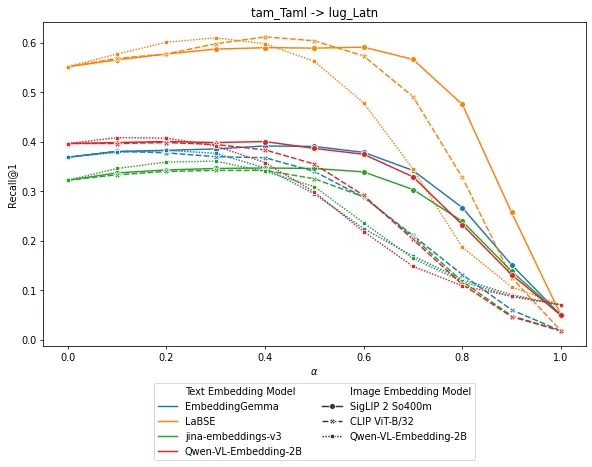 tam_Taml -> lug_Latn
Recall@1
0.6
0.5
0.4
0.3
0.2
0.1
0.0
0.0 0.2 0.4 0.6 0.8 1.0
α
Text Embedding Model Image Embedding Model
EmbeddingGemma SigLIP 2 So400m
LaBSE CLIP ViT-B/32
jina-embeddings-v3 Qwen-VL-Embedding-2B
Qwen-VL-Embedding-2B